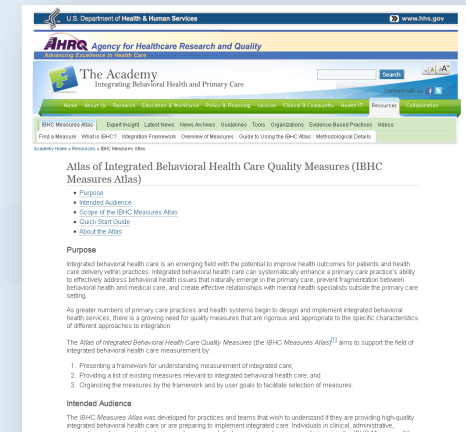 U.S. Department of Health & Human Services
www.hhs.gov
AHRQ Agency for Healthcare Research and Quality
Advancing Excellence in Health Care
The Academy
Integrating Behavioral Health and Primary Care
Search
-A A+
Connect with us:
Home About Us Research Education & Workforce Policy & Financing Lexicon Clinical & Community Health IT Resources Collaboration
IBHC Measures Atlas Expert Insight Latest News News Archives Guidelines Tools Organizations Evidence-Based Practices Videos
Find a Measure What is IBHC? Integration Framework Overview of Measures Guide to Using the IBHC Atlas Methodological Details
Academy Home » Resources » IBHC Measures Atlas
Atlas of Integrated Behavioral Health Care Quality Measures (IBHC
Measures Atlas)
Purpose
Intended Audience
Scope of the IBHC Measures Atlas
Quick Start Guide
About the Atlas
Purpose
Integrated behavioral health care is an emerging field with the potential to improve health outcomes for patients and health
care delivery within practices. Integrated behavioral health care can systematically enhance a primary care practice's ability
to effectively address behavioral health issues that naturally emerge in the primary care, prevent fragmentation between
behavioral health and medical care, and create effective relationships with mental health specialists outside the primary care
setting.
As greater numbers of primary care practices and health systems begin to design and implement integrated behavioral
health services, there is a growing need for quality measures that are rigorous and appropriate to the specific characteristics
of different approaches to integration.
The Atlas of Integrated Behavioral Health Care Quality Measures (the IBHC Measures Atlas)[1] aims to support the field of
integrated behavioral health care measurement by:
1. Presenting a framework for understanding measurement of integrated care;
2. Providing a list of existing measures relevant to integrated behavioral health care; and
3. Organizing the measures by the framework and by user goals to facilitate selection of measures.
Intended Audience
The IBHC Measures Atlas was developed for practices and teams that wish to understand if they are providing high-quality
integrated behavioral health care or are preparing to implement integrated care. Individuals in clinical, administrative,